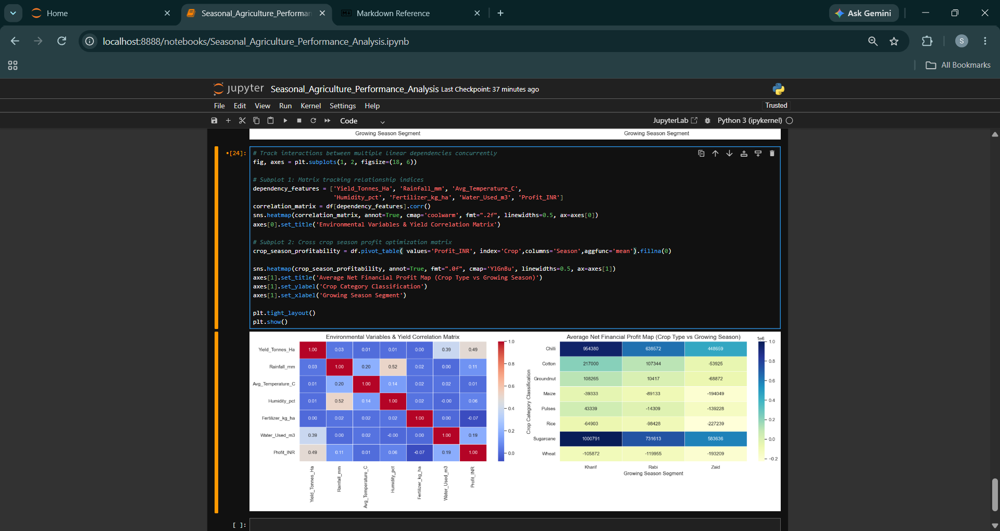 Home
Seasonal_Agriculture_Performan
Markdown Reference
Ask Gemini
localhost:8888/notebooks/Seasonal_Agriculture_Performance_Analysis.ipynb
S
All Bookmarks
jupyter Seasonal_Agriculture_Performance_Analysis Last Checkpoint: 37 minutes ago
File Edit View Run Kernel Settings Help
Trusted
Code
JupyterLab
Python 3 (ipykernel)
Growing Season Segment Growing Season Segment
•[24]:
# Track interactions between multiple linear dependencies concurrently
fig, axes = plt.subplots(1, 2, figsize=(18, 6))
# Subplot 1: Matrix tracking relationship indices
dependency_features = ['Yield_Tonnes_Ha', 'Rainfall_mm', 'Avg_Temperature_C',
'Humidity_pct', 'Fertilizer_kg_ha', 'Water_Used_m3', 'Profit_INR']
correlation_matrix = df[dependency_features].corr()
sns.heatmap(correlation_matrix, annot=True, cmap='coolwarm', fmt=".2f", linewidths=0.5, ax=axes[0])
axes[0].set_title('Environmental Variables & Yield Correlation Matrix')
# Subplot 2: Cross crop season profit optimization matrix
crop_season_profitability = df.pivot_table( values='Profit_INR', index='Crop',columns='Season',aggfunc='mean').fillna(0)
sns.heatmap(crop_season_profitability, annot=True, fmt=".0f", cmap='YlGnBu', linewidths=0.5, ax=axes[1])
axes[1].set_title('Average Net Financial Profit Map (Crop Type vs Growing Season)')
axes[1].set_ylabel('Crop Category Classification')
axes[1].set_xlabel('Growing Season Segment')
plt.tight_layout()
plt.show()
Environmental Variables & Yield Correlation Matrix
Yield_Tonnes_Ha 1.00 0.03 0.01 0.01 0.00 0.39 0.49
Rainfall_mm 0.03 1.00 0.20 0.52 0.02 0.00 0.11
Avg_Temperature_C 0.01 0.20 1.00 0.14 0.02 0.02 0.01
Humidity_pct 0.01 0.52 0.14 1.00 0.02 -0.00 0.06
Fertilizer_kg_ha 0.00 0.02 0.02 0.02 1.00 0.00 -0.07
Water_Used_m3 0.39 0.00 0.02 -0.00 0.00 1.00 0.19
Profit_INR 0.49 0.11 0.01 0.06 -0.07 0.19 1.00
Yield_Tonnes_Ha
Rainfall_mm
Avg_Temperature_C
Humidity_pct
Fertilizer_kg_ha
Water_Used_m3
Profit_INR
1.0
0.8
0.6
0.4
0.2
0.0
Average Net Financial Profit Map (Crop Type vs Growing Season)
Crop Category Classification
Chilli 954380 638572 448659
Cotton 217000 107344 -53925
Groundnut 108265 10417 -68872
Maize -39333 -89133 -194049
Pulses 43339 -14309 -139228
Rice -64903 -98428 -227239
Sugarcane 1000791 731613 583636
Wheat -105872 -119955 -193209
Kharif Rabi Zaid
Growing Season Segment
1e6
1.0
0.8
0.6
0.4
0.2
0.0
-0.2
[ ]: